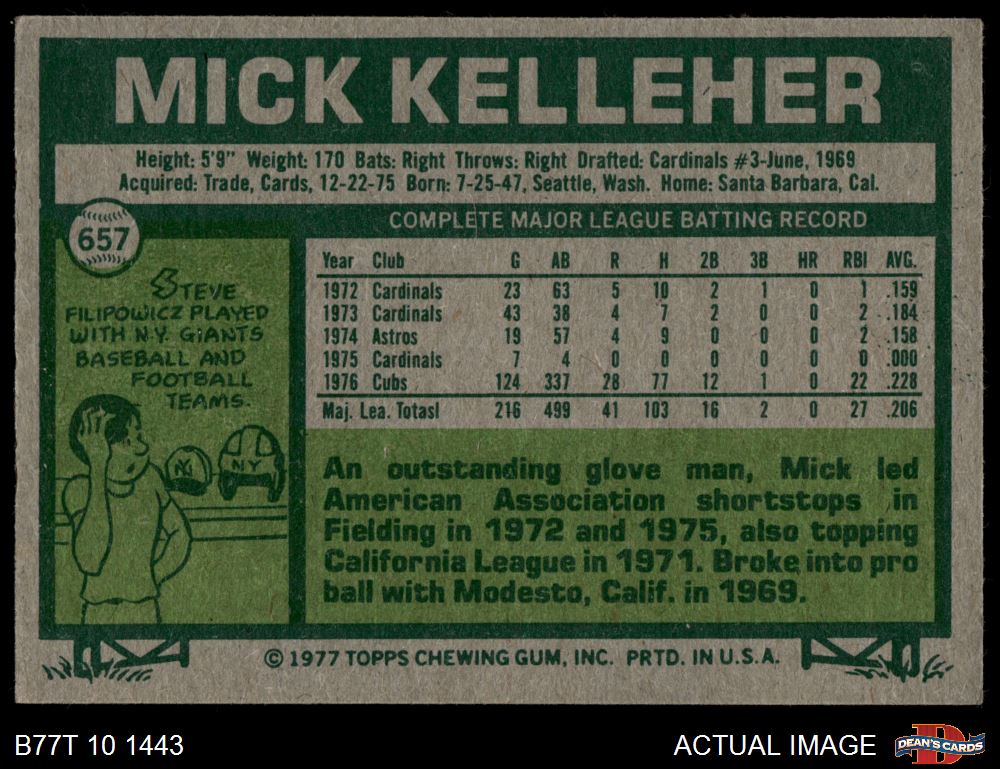 MICK KELLEHER
Height: 5'9" Weight: 170 Bats: Right Throws: Right Drafted: Cardinals #3-June, 1969
Acquired: Trade, Cards, 12-22-75 Born: 7-25-47, Seattle, Wash. Home: Santa Barbara, Cal.
657
STEVE
FILIPOWICZ PLAYED
WITH N.Y. GIANTS
BASEBALL AND
FOOTBALL
TEAMS.
NY
NY
COMPLETE MAJOR LEAGUE BATTING RECORD
Year Club G AB R H 2B 3B HR RBI AVG.
1972 Cardinals 23 63 5 10 2 1 0 1 .159
1973 Cardinals 43 38 4 7 2 0 0 2 .184
1974 Astros 19 57 4 9 0 0 0 2 .158
1975 Cardinals 7 4 0 0 0 0 0 0 .000
1976 Cubs 124 337 28 77 12 1 0 22 .228
Maj. Lea. Totasl 216 499 41 103 16 2 0 27 .206
An outstanding glove man, Mick led
American Association shortstops in
Fielding in 1972 and 1975, also topping
California League in 1971. Broke into pro
ball with Modesto, Calif. in 1969.
© 1977 TOPPS CHEWING GUM, INC. PRTD. IN U.S.A.
B77T 10 1443
ACTUAL IMAGE
D
DEAN'S CARDS